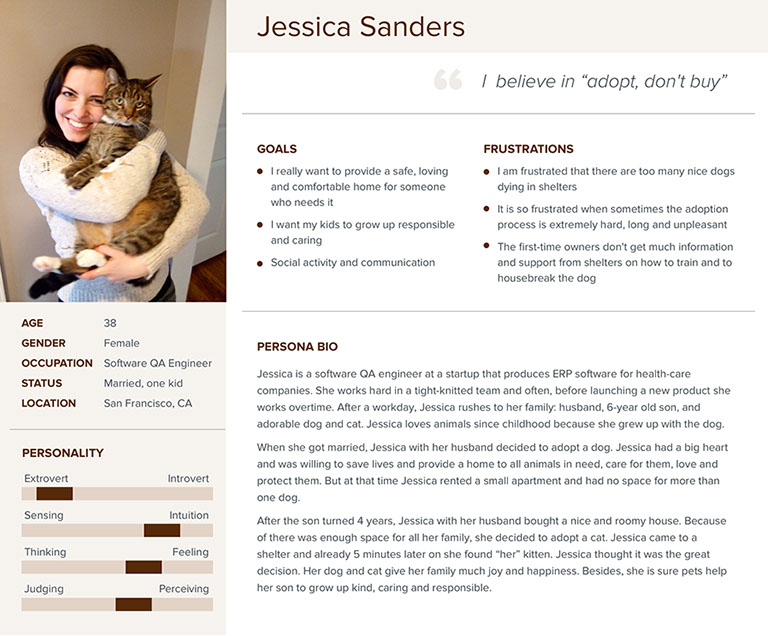 Jessica Sanders
I believe in “adopt, don't buy”
GOALS
I really want to provide a safe, loving
and comfortable home for someone
who needs it
I want my kids to grow up responsible
and caring
Social activity and communication
FRUSTRATIONS
I am frustrated that there are too many nice dogs
dying in shelters
It is so frustrated when sometimes the adoption
process is extremely hard, long and unpleasant
The first-time owners don't get much information
and support from shelters on how to train and to
housebreak the dog
AGE 38
GENDER Female
OCCUPATION Software QA Engineer
STATUS Married, one kid
LOCATION San Francisco, CA
PERSONALITY
Extrovert Introvert
Sensing Intuition
Thinking Feeling
Judging Perceiving
PERSONA BIO
Jessica is a software QA engineer at a startup that produces ERP software for health-care
companies. She works hard in a tight-knitted team and often, before launching a new product she
works overtime. After a workday, Jessica rushes to her family: husband, 6-year old son, and
adorable dog and cat. Jessica loves animals since childhood because she grew up with the dog.
When she got married, Jessica with her husband decided to adopt a dog. Jessica had a big heart
and was willing to save lives and provide a home to all animals in need, care for them, love and
protect them. But at that time Jessica rented a small apartment and had no space for more than
one dog.
After the son turned 4 years, Jessica with her husband bought a nice and roomy house. Because
of there was enough space for all her family, she decided to adopt a cat. Jessica came to a
shelter and already 5 minutes later on she found “her” kitten. Jessica thought it was the great
decision. Her dog and cat give her family much joy and happiness. Besides, she is sure pets help
her son to grow up kind, caring and responsible.